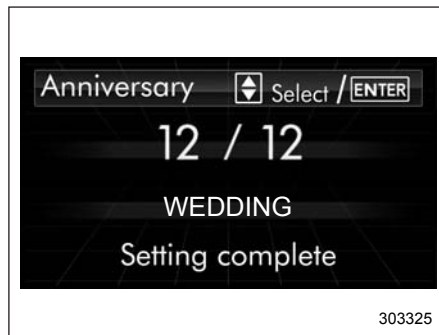 Anniversary Select / ENTER
12 / 12
WEDDING
Setting complete
303325